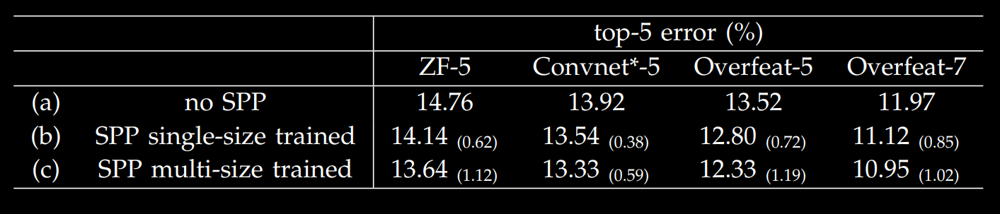 top-5 error (%)
ZF-5 Convnet*-5 Overfeat-5 Overfeat-7
(a) no SPP 14.76 13.92 13.52 11.97
(b) SPP single-size trained 14.14 (0.62) 13.54 (0.38) 12.80 (0.72) 11.12 (0.85)
(c) SPP multi-size trained 13.64 (1.12) 13.33 (0.59) 12.33 (1.19) 10.95 (1.02)